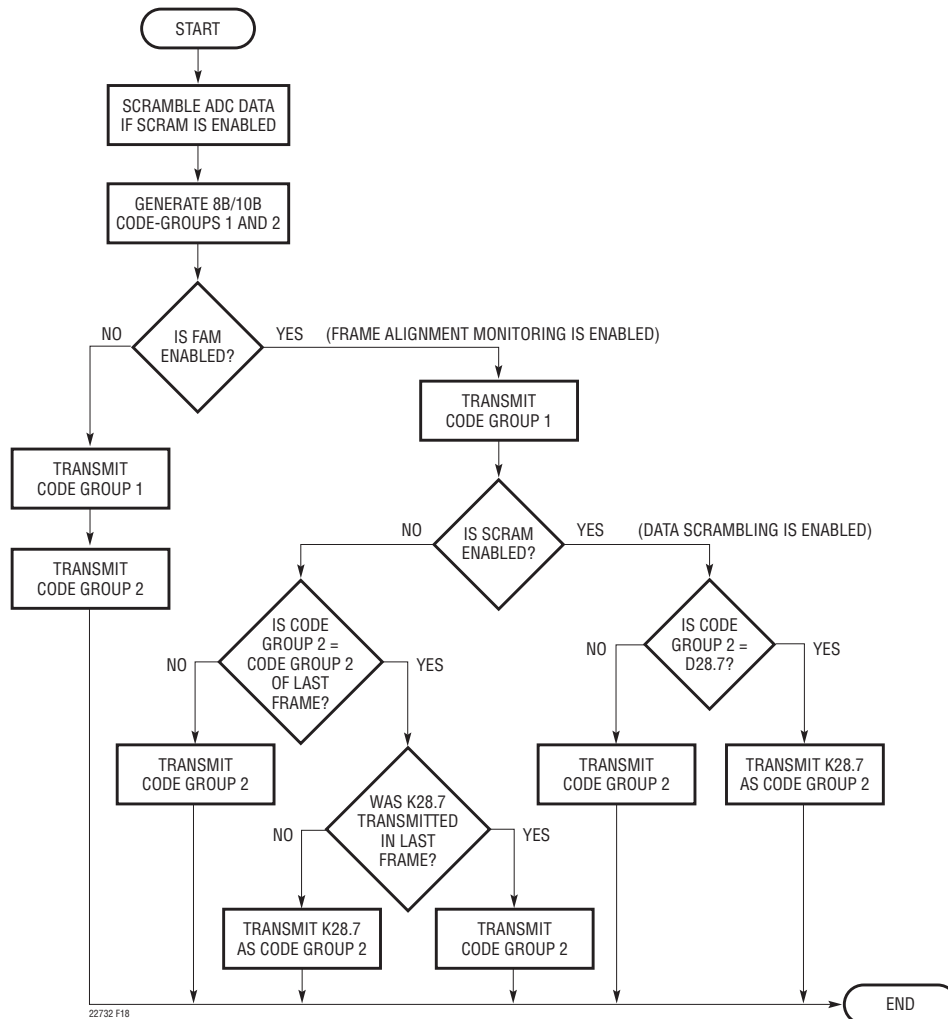 START
SCRAMBLE ADC DATA
IF SCRAM IS ENABLED
GENERATE 8B/10B
CODE-GROUPS 1 AND 2
IS FAM
ENABLED?
NO
YES
(FRAME ALIGNMENT MONITORING IS ENABLED)
TRANSMIT
CODE GROUP 1
TRANSMIT
CODE GROUP 2
TRANSMIT
CODE GROUP 1
IS SCRAM
ENABLED?
NO
YES
(DATA SCRAMBLING IS ENABLED)
IS CODE
GROUP 2 =
CODE GROUP 2
OF LAST
FRAME?
NO
YES
IS CODE
GROUP 2 =
D28.7?
NO
YES
TRANSMIT
CODE GROUP 2
WAS K28.7
TRANSMITTED
IN LAST
FRAME?
NO
YES
TRANSMIT
CODE GROUP 2
TRANSMIT K28.7
AS CODE GROUP 2
TRANSMIT K28.7
AS CODE GROUP 2
TRANSMIT
CODE GROUP 2
END
22732 F18